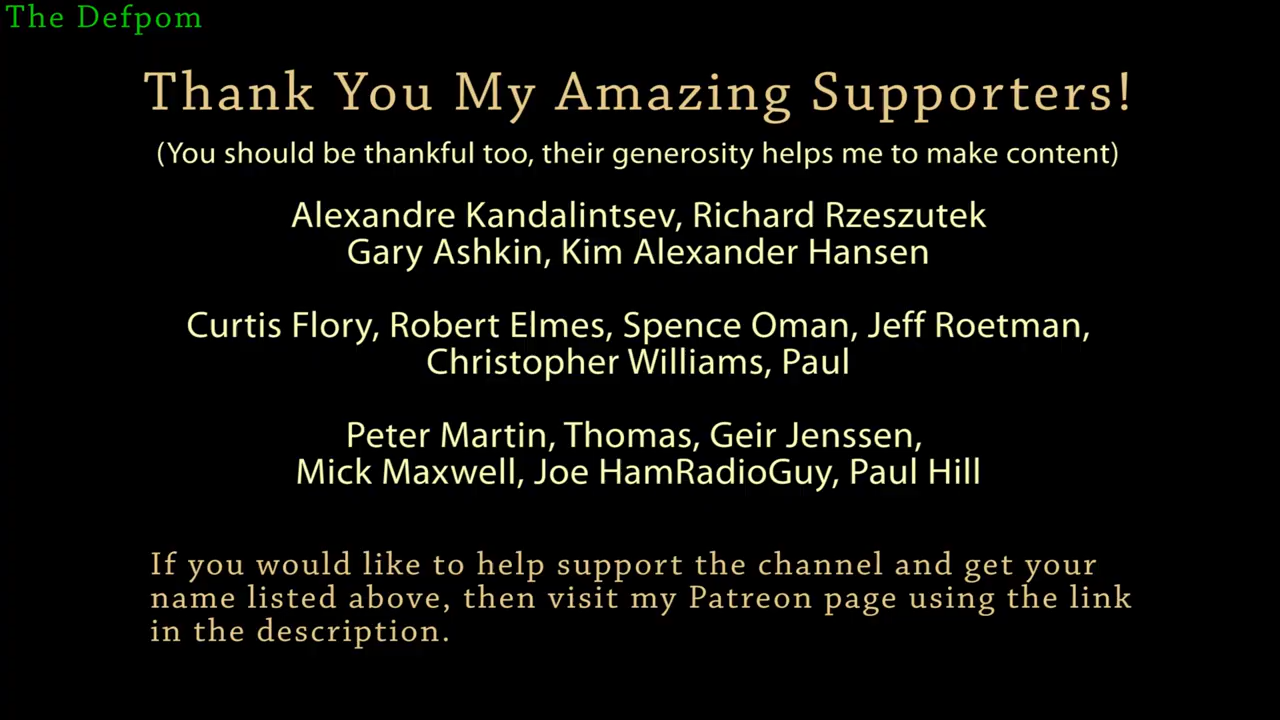 The Defpom
Thank You My Amazing Supporters!
(You should be thankful too, their generosity helps me to make content)
Alexandre Kandalintsev, Richard Rzeszutek
Gary Ashkin, Kim Alexander Hansen
Curtis Flory, Robert Elmes, Spence Oman, Jeff Roetman,
Christopher Williams, Paul
Peter Martin, Thomas, Geir Jenssen,
Mick Maxwell, Joe HamRadioGuy, Paul Hill
If you would like to help support the channel and get your
name listed above, then visit my Patreon page using the link
in the description.